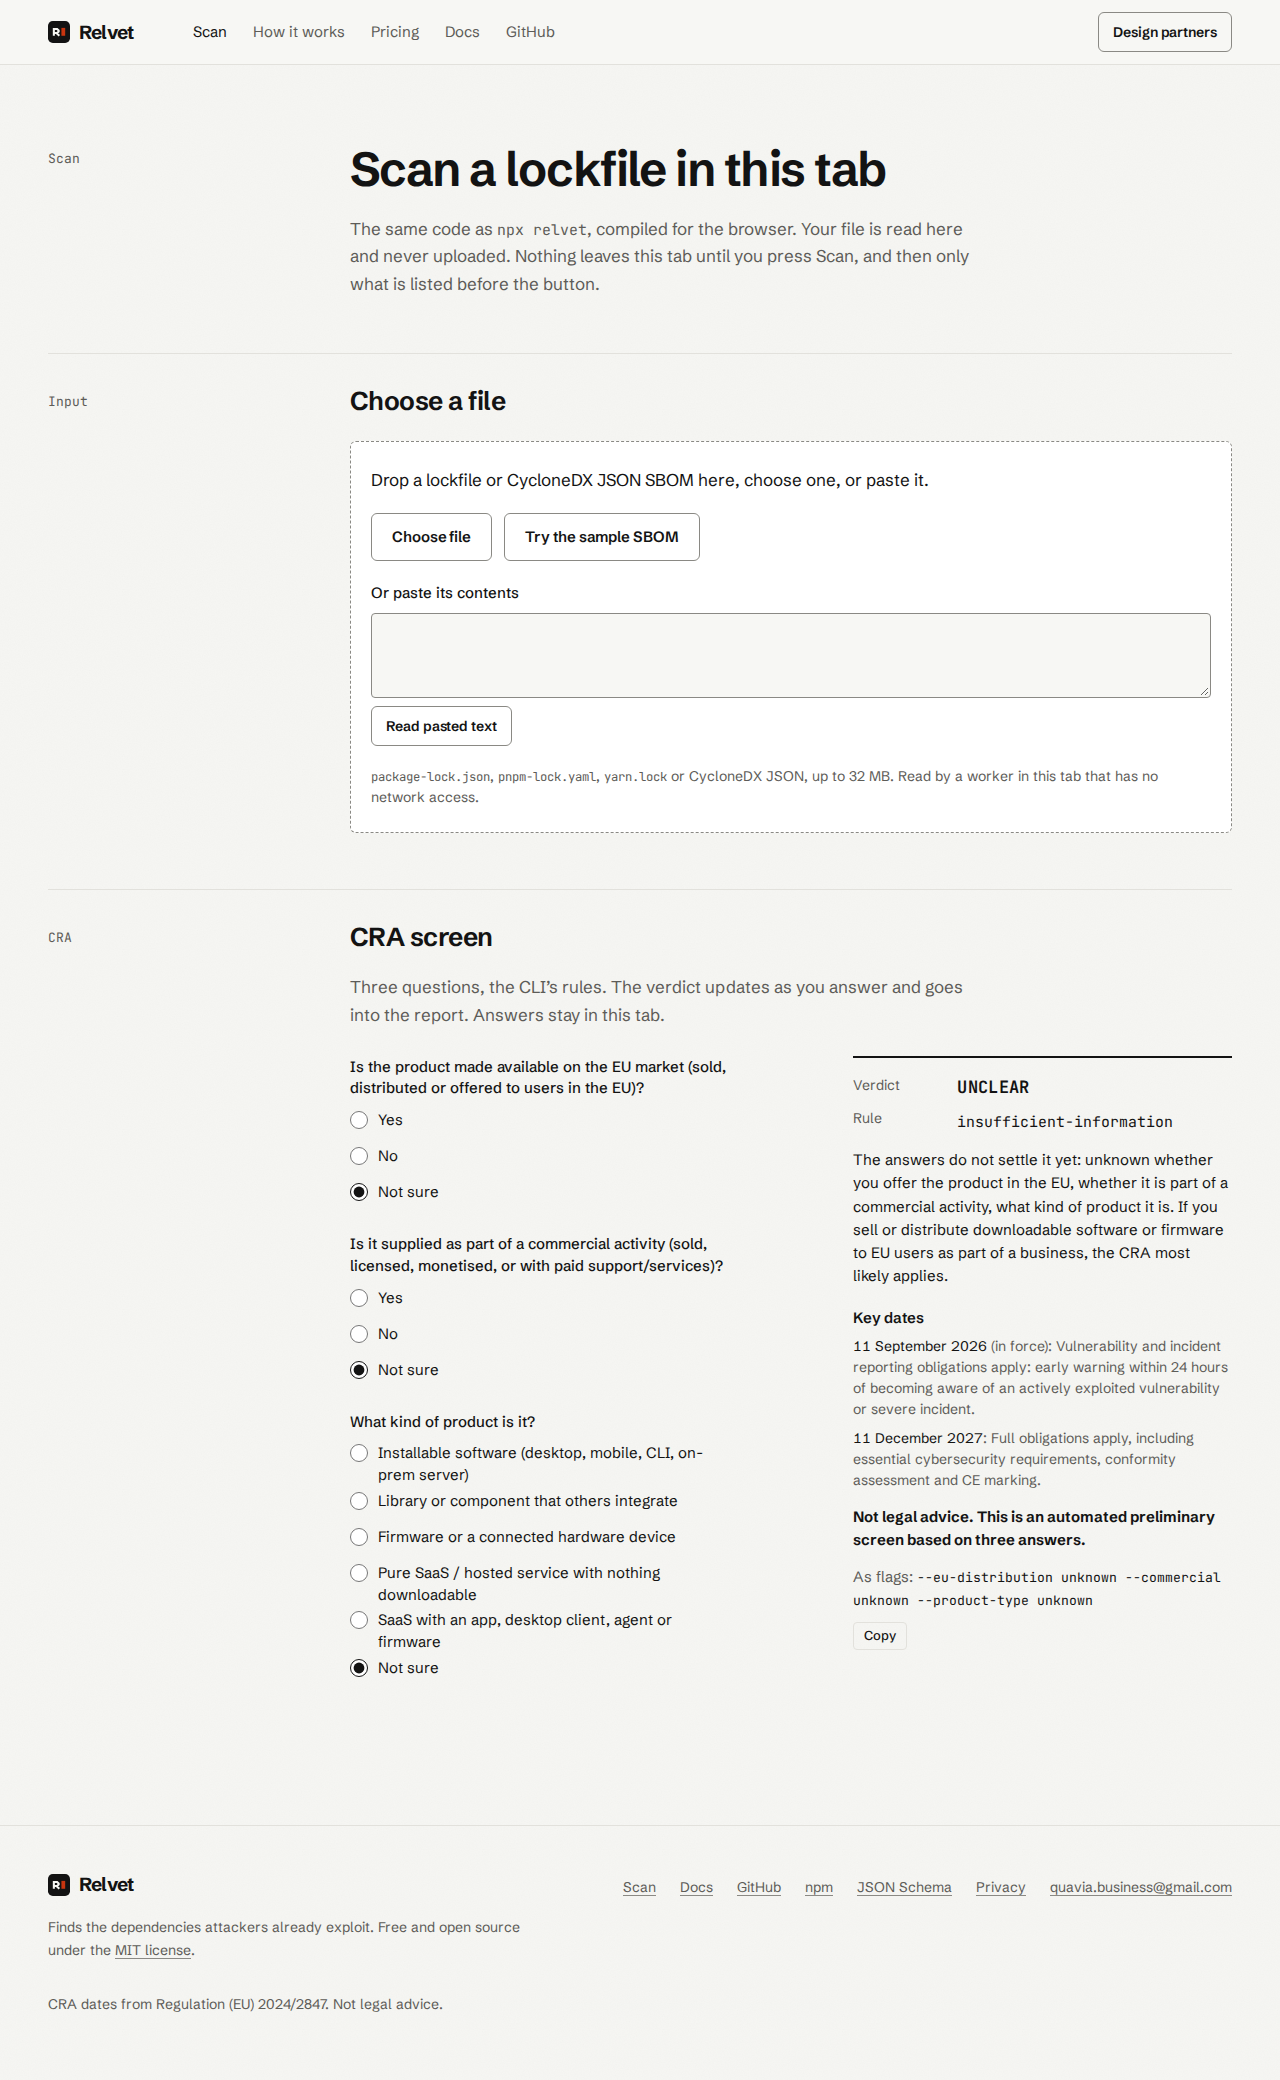 Relvet
Scan
How it works
Pricing
Docs
GitHub
Design partners
Scan
Scan a lockfile in this tab
The same code as npx relvet, compiled for the browser. Your file is read here
and never uploaded. Nothing leaves this tab until you press Scan, and then only
what is listed before the button.
Input
Choose a file
Drop a lockfile or CycloneDX JSON SBOM here, choose one, or paste it.
Choose file
Try the sample SBOM
Or paste its contents
Read pasted text
package-lock.json, pnpm-lock.yaml, yarn.lock or CycloneDX JSON, up to 32 MB. Read by a worker in this tab that has no
network access.
CRA
CRA screen
Three questions, the CLI’s rules. The verdict updates as you answer and goes
into the report. Answers stay in this tab.
Is the product made available on the EU market (sold,
distributed or offered to users in the EU)?
Yes
No
Not sure
Is it supplied as part of a commercial activity (sold,
licensed, monetised, or with paid support/services)?
Yes
No
Not sure
What kind of product is it?
Installable software (desktop, mobile, CLI, on-
prem server)
Library or component that others integrate
Firmware or a connected hardware device
Pure SaaS / hosted service with nothing
downloadable
SaaS with an app, desktop client, agent or
firmware
Not sure
Verdict
UNCLEAR
Rule
insufficient-information
The answers do not settle it yet: unknown whether
you offer the product in the EU, whether it is part of a
commercial activity, what kind of product it is. If you
sell or distribute downloadable software or firmware
to EU users as part of a business, the CRA most
likely applies.
Key dates
11 September 2026 (in force): Vulnerability and incident
reporting obligations apply: early warning within 24 hours
of becoming aware of an actively exploited vulnerability
or severe incident.
11 December 2027: Full obligations apply, including
essential cybersecurity requirements, conformity
assessment and CE marking.
Not legal advice. This is an automated preliminary
screen based on three answers.
As flags: --eu-distribution unknown --commercial
unknown --product-type unknown
Copy
Relvet
Scan
Docs
GitHub
npm
JSON Schema
Privacy
quavia.business@gmail.com
Finds the dependencies attackers already exploit. Free and open source
under the MIT license.
CRA dates from Regulation (EU) 2024/2847. Not legal advice.